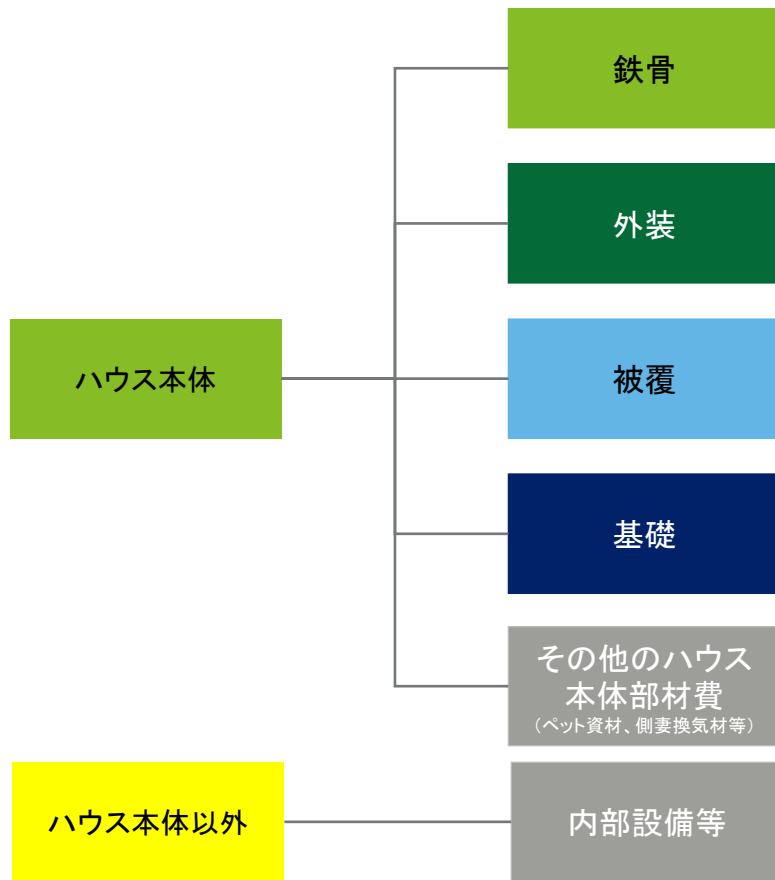 鉄骨
外装
ハウス本体
被覆
基礎
その他のハウス
本体部材費
（ペット資材、側妻換気材等）
ハウス本体以外
内部設備等